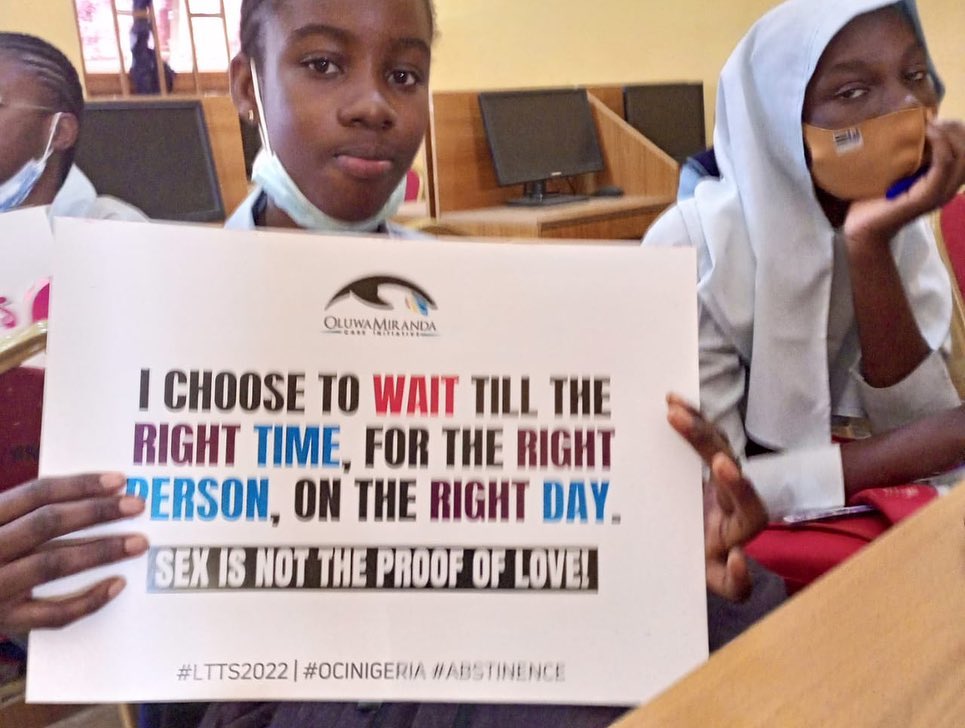 OLUWAMIRANDA
CARE INITIATIVE
I CHOOSE TO WAIT TILL THE
RIGHT TIME, FOR THE RIGHT
PERSON, ON THE RIGHT DAY.
SEX IS NOT THE PROOF OF LOVE!
#LTTS2022 | #OCINIGERIA #ABSTINENCE